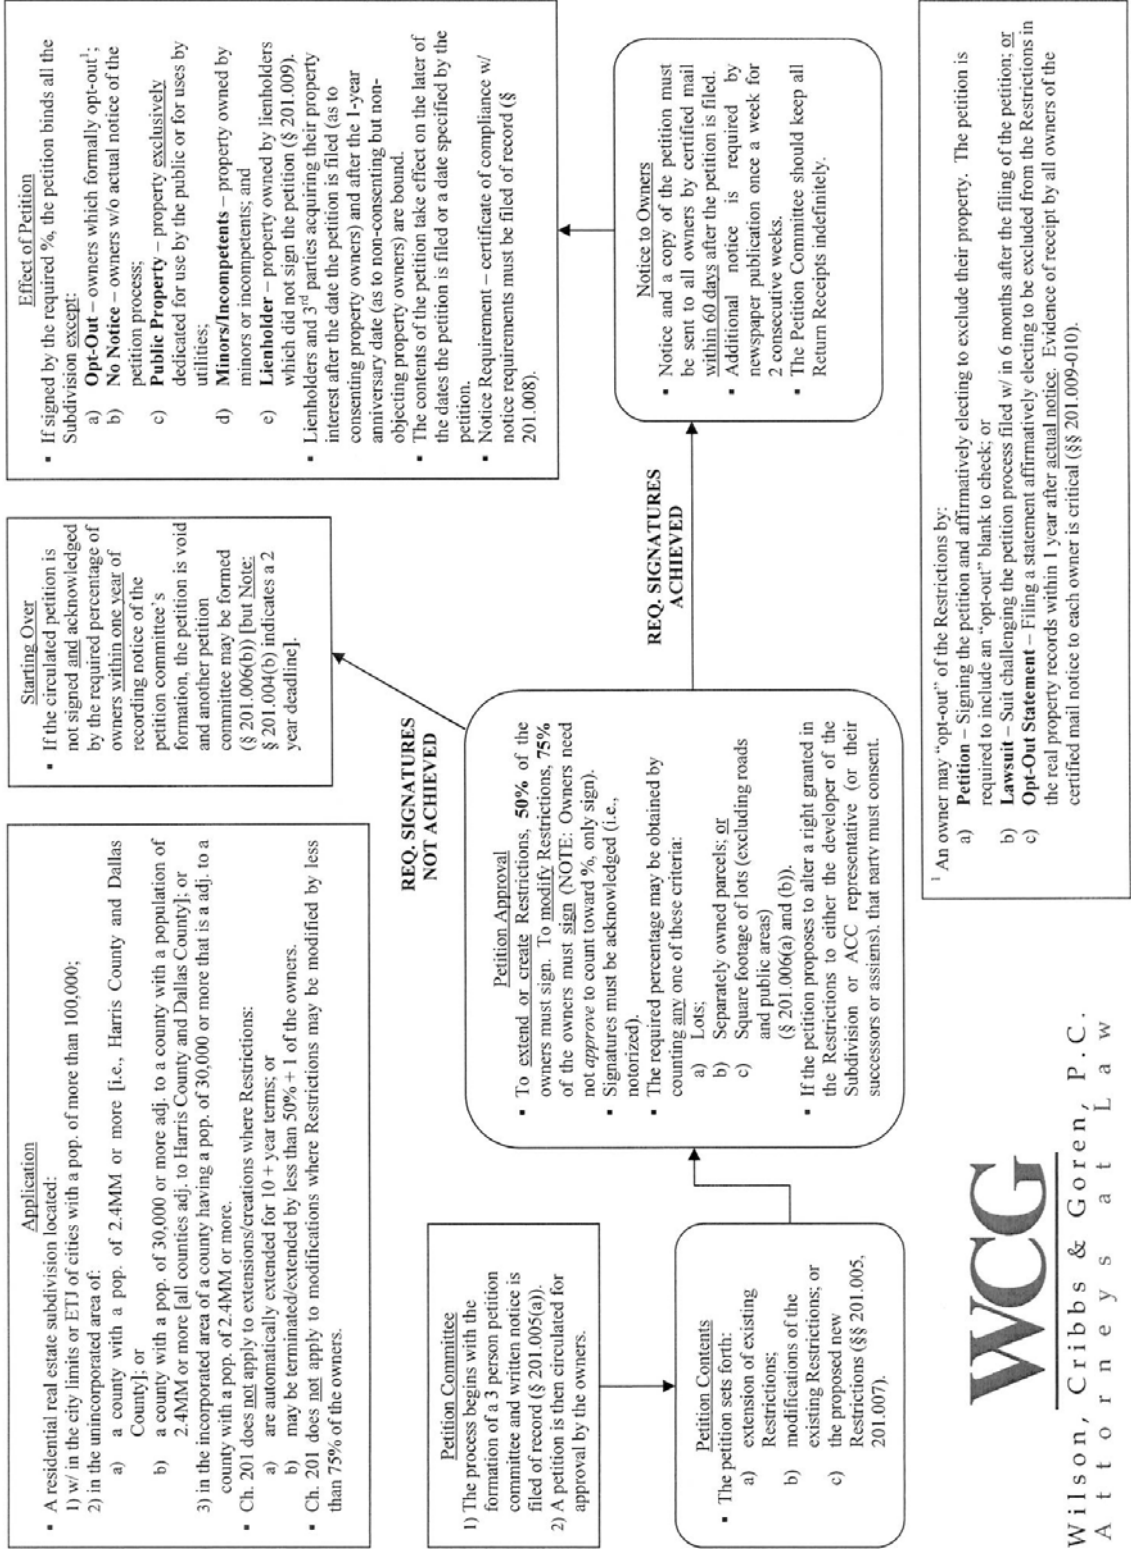 Application
▪ A residential real estate subdivision located:
1) w/ in the city limits or ETJ of cities with a pop. of more than 100,000;
2) in the unincorporated area of:
a) a county with a pop. of 2.4MM or more [i.e., Harris County and Dallas
County]; or
b) a county with a pop. of 30,000 or more adj. to a county with a population of
2.4MM or more [all counties adj. to Harris County and Dallas County]; or
3) in the incorporated area of a county having a pop. of 30,000 or more that is a adj. to a
county with a pop. of 2.4MM or more.
▪ Ch. 201 does not apply to extensions/creations where Restrictions:
a) are automatically extended for 10 + year terms; or
b) may be terminated/extended by less than 50% + 1 of the owners.
▪ Ch. 201 does not apply to modifications where Restrictions may be modified by less
than 75% of the owners.
Starting Over
▪ If the circulated petition is
not signed and acknowledged
by the required percentage of
owners within one year of
recording notice of the
petition committee's
formation, the petition is void
and another petition
committee may be formed
(§ 201.006(b)) [but Note:
§ 201.004(b) indicates a 2
year deadline].
Effect of Petition
▪ If signed by the required %, the petition binds all the
Subdivision except:
a) Opt-Out – owners which formally opt-out1;
b) No Notice – owners w/o actual notice of the
petition process;
c) Public Property – property exclusively
dedicated for use by the public or for uses by
utilities;
d) Minors/Incompetents – property owned by
minors or incompetents; and
e) Lienholder – property owned by lienholders
which did not sign the petition (§ 201.009).
▪ Lienholders and 3rd parties acquiring their property
interest after the date the petition is filed (as to
consenting property owners) and after the 1-year
anniversary date (as to non-consenting but non-
objecting property owners) are bound.
▪ The contents of the petition take effect on the later of
the dates the petition is filed or a date specified by the
petition.
▪ Notice Requirement – certificate of compliance w/
notice requirements must be filed of record (§
201.008).
Petition Committee
1) The process begins with the
formation of a 3 person petition
committee and written notice is
filed of record (§ 201.005(a)).
2) A petition is then circulated for
approval by the owners.
REQ. SIGNATURES
NOT ACHIEVED
Petition Contents
▪ The petition sets forth:
a) extension of existing
Restrictions;
b) modifications of the
existing Restrictions; or
c) the proposed new
Restrictions (§§ 201.005,
201.007).
Petition Approval
▪ To extend or create Restrictions, 50% of the
owners must sign. To modify Restrictions, 75%
of the owners must sign (NOTE: Owners need
not approve to count toward %, only sign).
▪ Signatures must be acknowledged (i.e.,
notorized).
▪ The required percentage may be obtained by
counting any one of these criteria:
a) Lots;
b) Separately owned parcels; or
c) Square footage of lots (excluding roads
and public areas)
(§ 201.006(a) and (b)).
▪ If the petition proposes to alter a right granted in
the Restrictions to either the developer of the
Subdivision or ACC representative (or their
successors or assigns), that party must consent.
REQ. SIGNATURES
ACHIEVED
Notice to Owners
▪ Notice and a copy of the petition must
be sent to all owners by certified mail
within 60 days after the petition is filed.
▪ Additional notice is required by
newspaper publication once a week for
2 consecutive weeks.
▪ The Petition Committee should keep all
Return Receipts indefinitely.
WCG
Wilson, Cribbs & Goren, P.C.
Attorneys at Law
1 An owner may "opt-out" of the Restrictions by:
a) Petition – Signing the petition and affirmatively electing to exclude their property. The petition is
required to include an "opt-out" blank to check; or
b) Lawsuit – Suit challenging the petition process filed w/ in 6 months after the filing of the petition; or
c) Opt-Out Statement – Filing a statement affirmatively electing to be excluded from the Restrictions in
the real property records within 1 year after actual notice. Evidence of receipt by all owners of the
certified mail notice to each owner is critical (§§ 201.009-010).